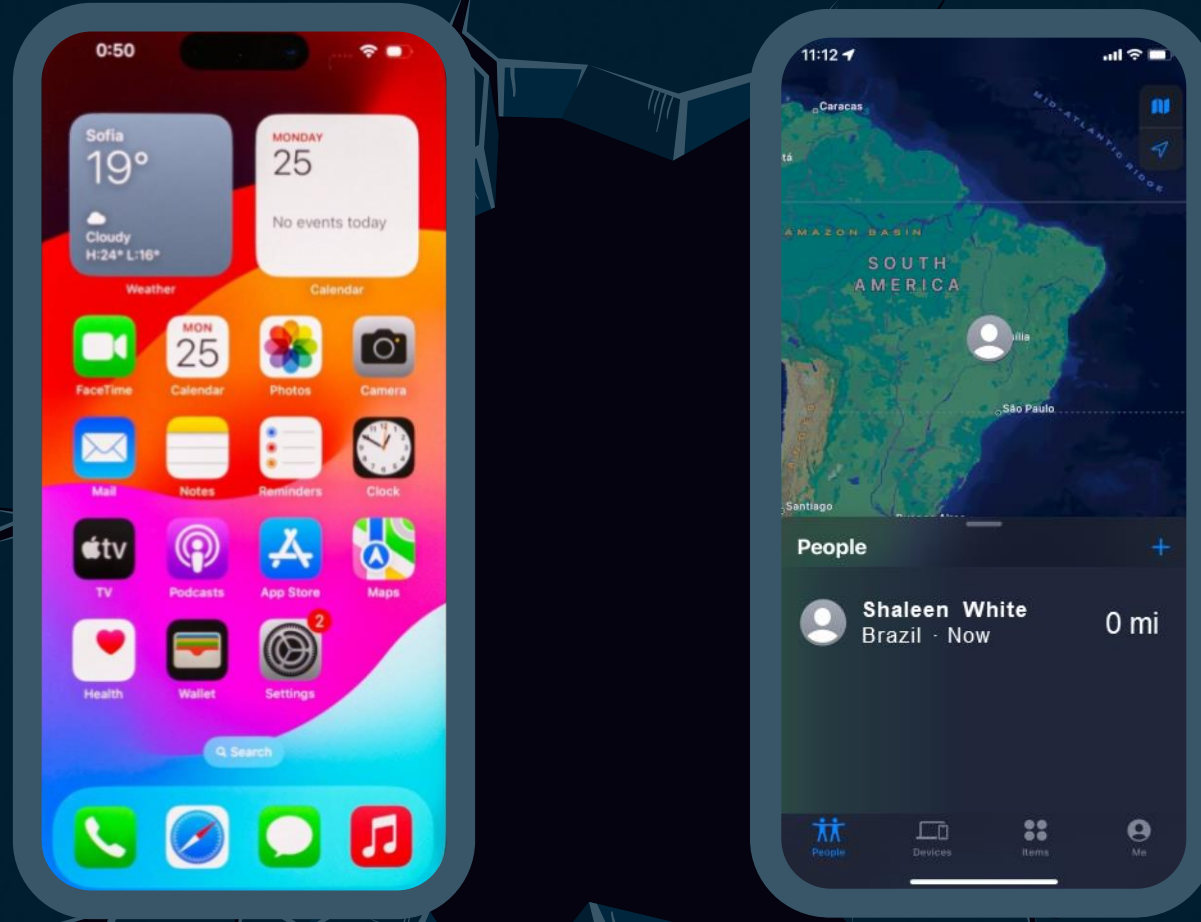 0:50
Sofia
19°
Cloudy
H:24° L:16°
Weather
MONDAY
25
No events today
Calendar
MON
25
FaceTime
Calendar
Photos
Camera
Mail
Notes
Reminders
Clock
tv
TV
Podcasts
App Store
Maps
2
Health
Wallet
Settings
Search
11:12
Caracas
tá
MID-ATLANTIC RIDGE
AMAZON BASIN
SOUTH
AMERICA
ília
São Paulo
Santiago
People
Shaleen White
Brazil · Now
0 mi
People
Devices
Items
Me